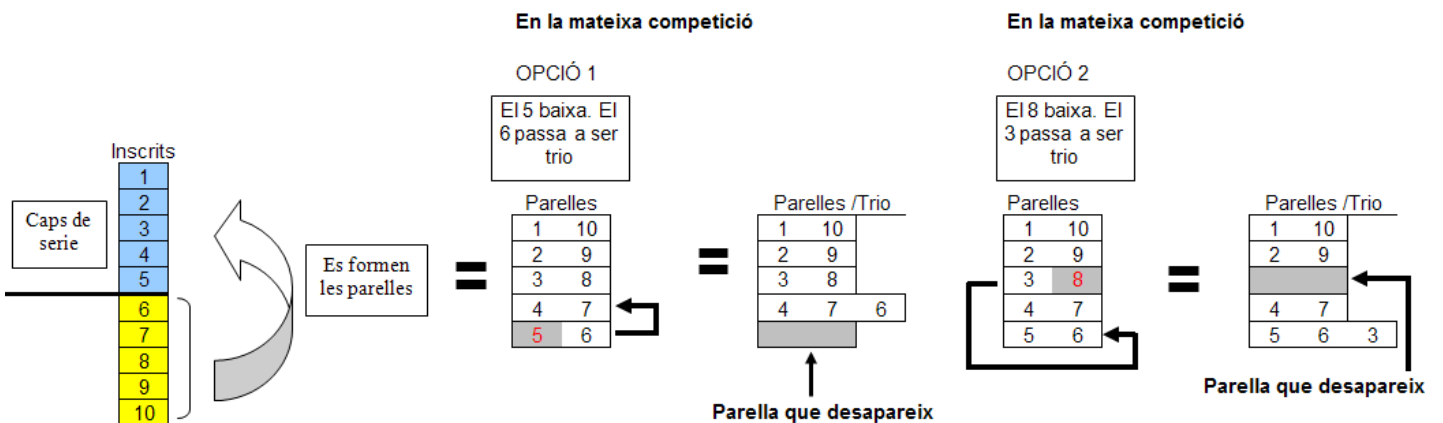 En la mateixa competició
En la mateixa competició
OPCIÓ 1
OPCIÓ 2
El 5 baixa. El
6 passa a ser
trio
El 8 baixa. El
3 passa a ser
trio
Inscrits
1
2
3
4
5
6
7
8
9
10
Caps de
serie
Es formen
les parelles
=
Parelles
1 10
2 9
3 8
4 7
5 6
=
Parelles /Trio
1 10
2 9
3 8
4 7 6
Parella que desapareix
Parelles
1 10
2 9
3 8
4 7
5 6
=
Parelles /Trio
1 10
2 9
4 7
5 6 3
Parella que desapareix